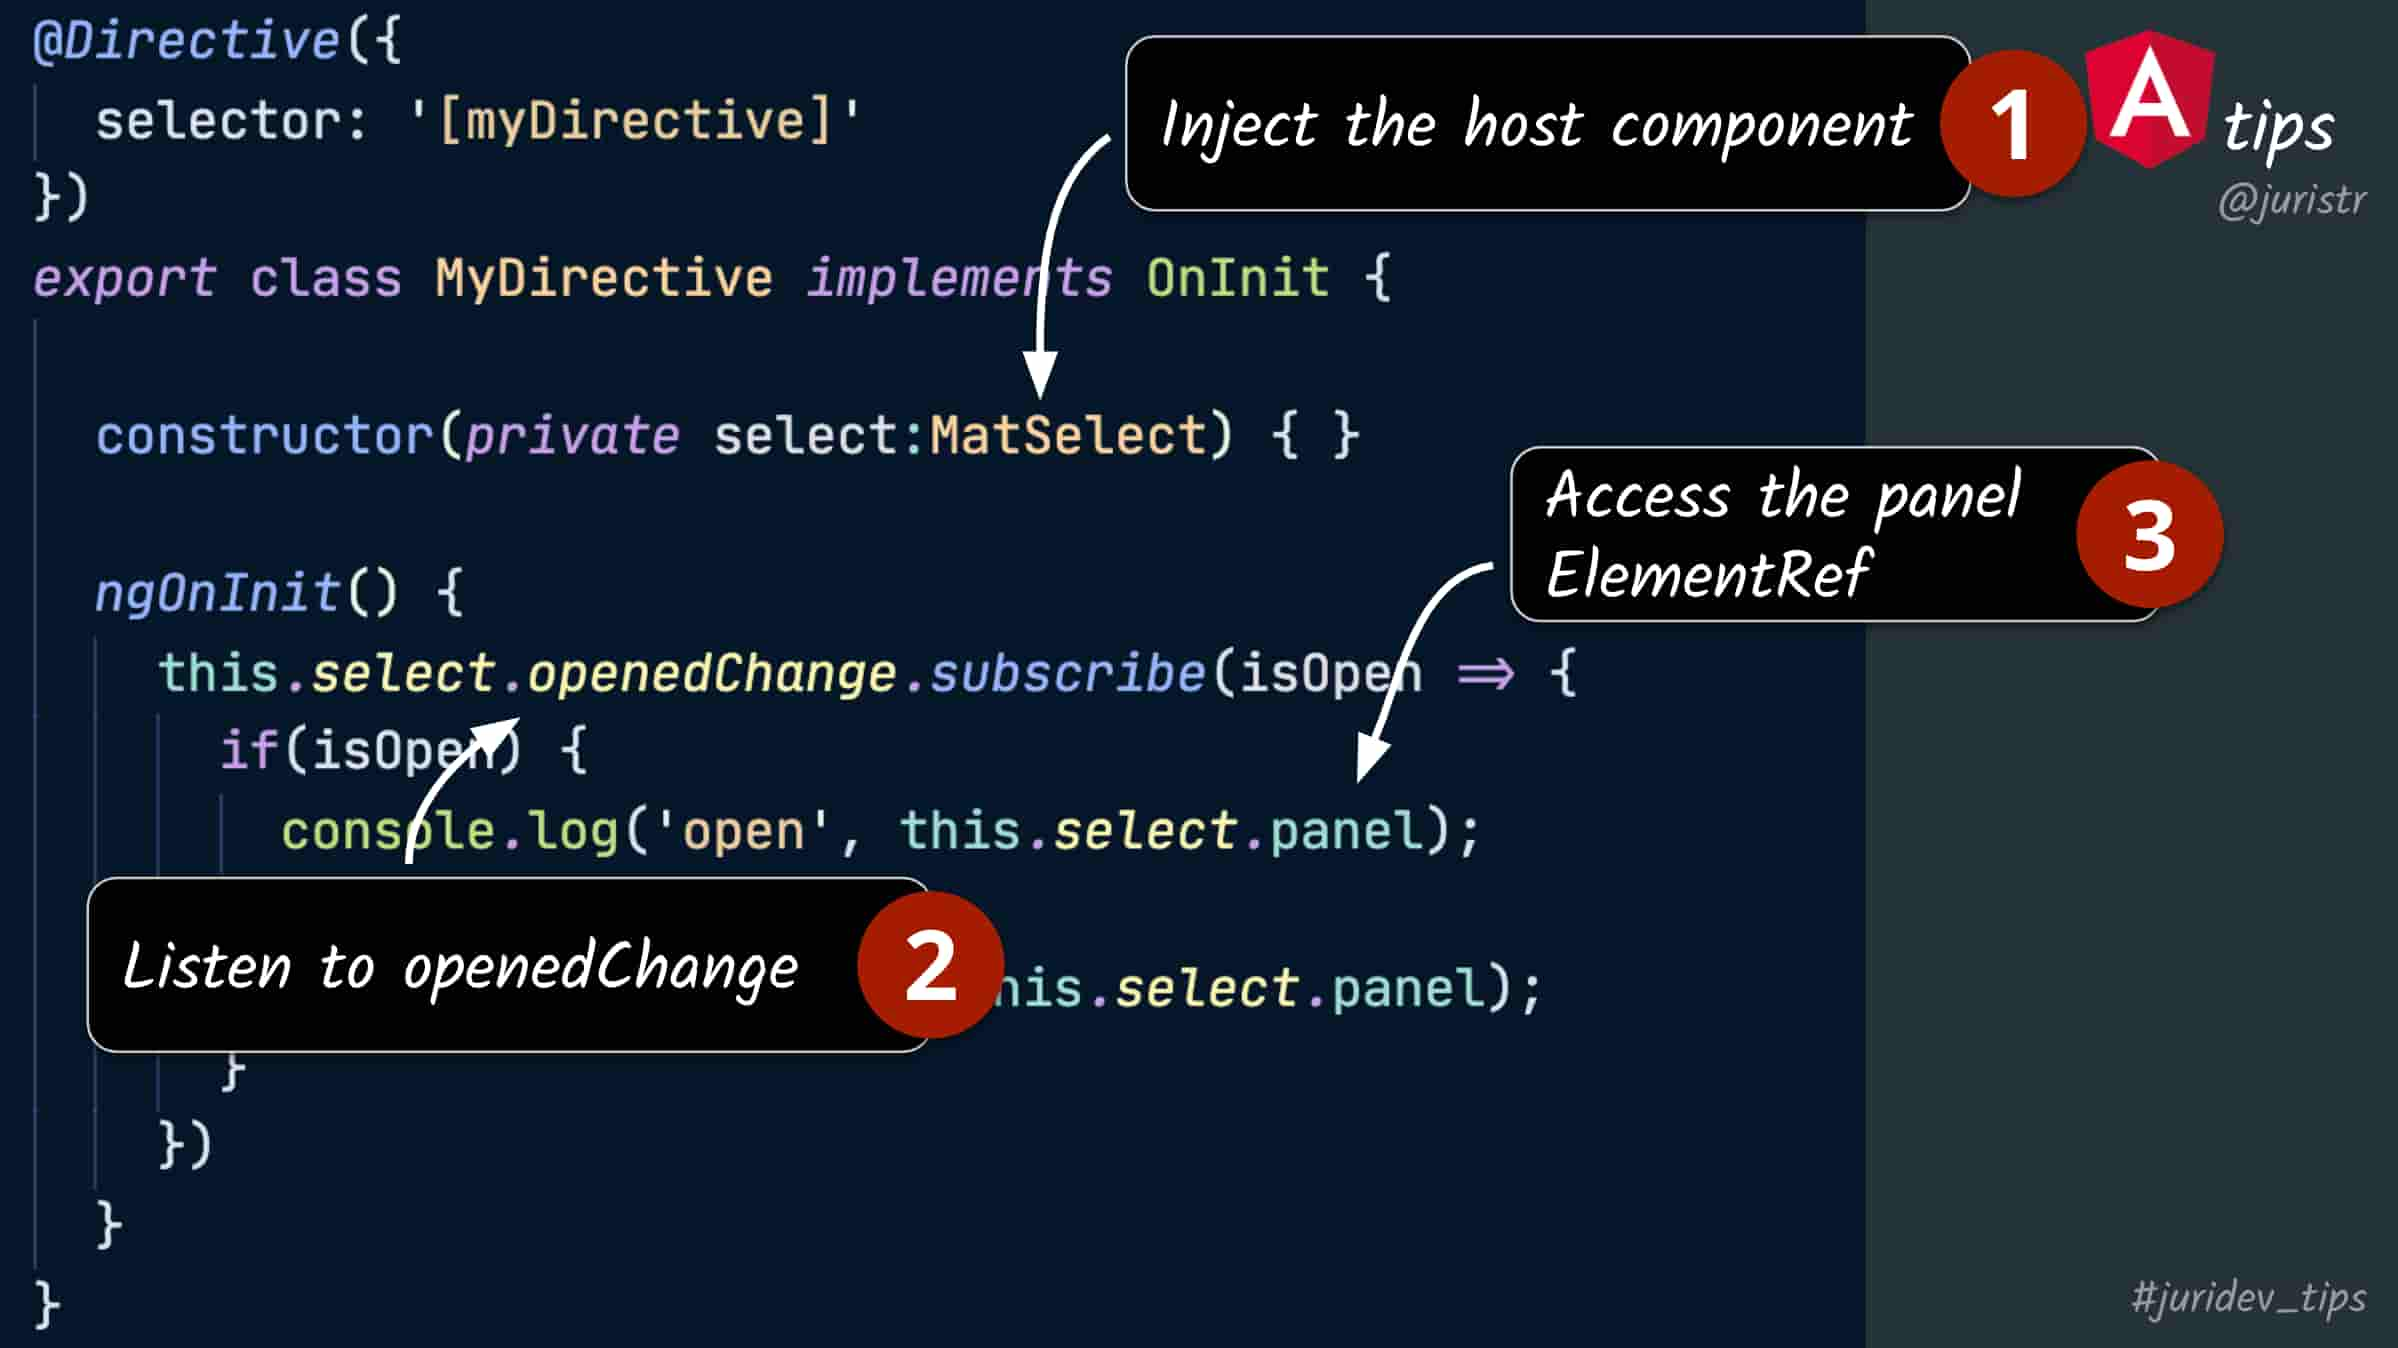 @Directive({
selector: '[myDirective]'
})
export class MyDirective implements OnInit {
constructor(private select:MatSelect) { }
ngOnInit() {
this.select.openedChange.subscribe(isOpen => {
if(isOpen) {
console.log('open', this.select.panel);
his.select.panel);
}
})
}
}
Inject the host component
1
A tips
@juristr
Access the panel
ElementRef
3
Listen to openedChange
2
#juridev_tips